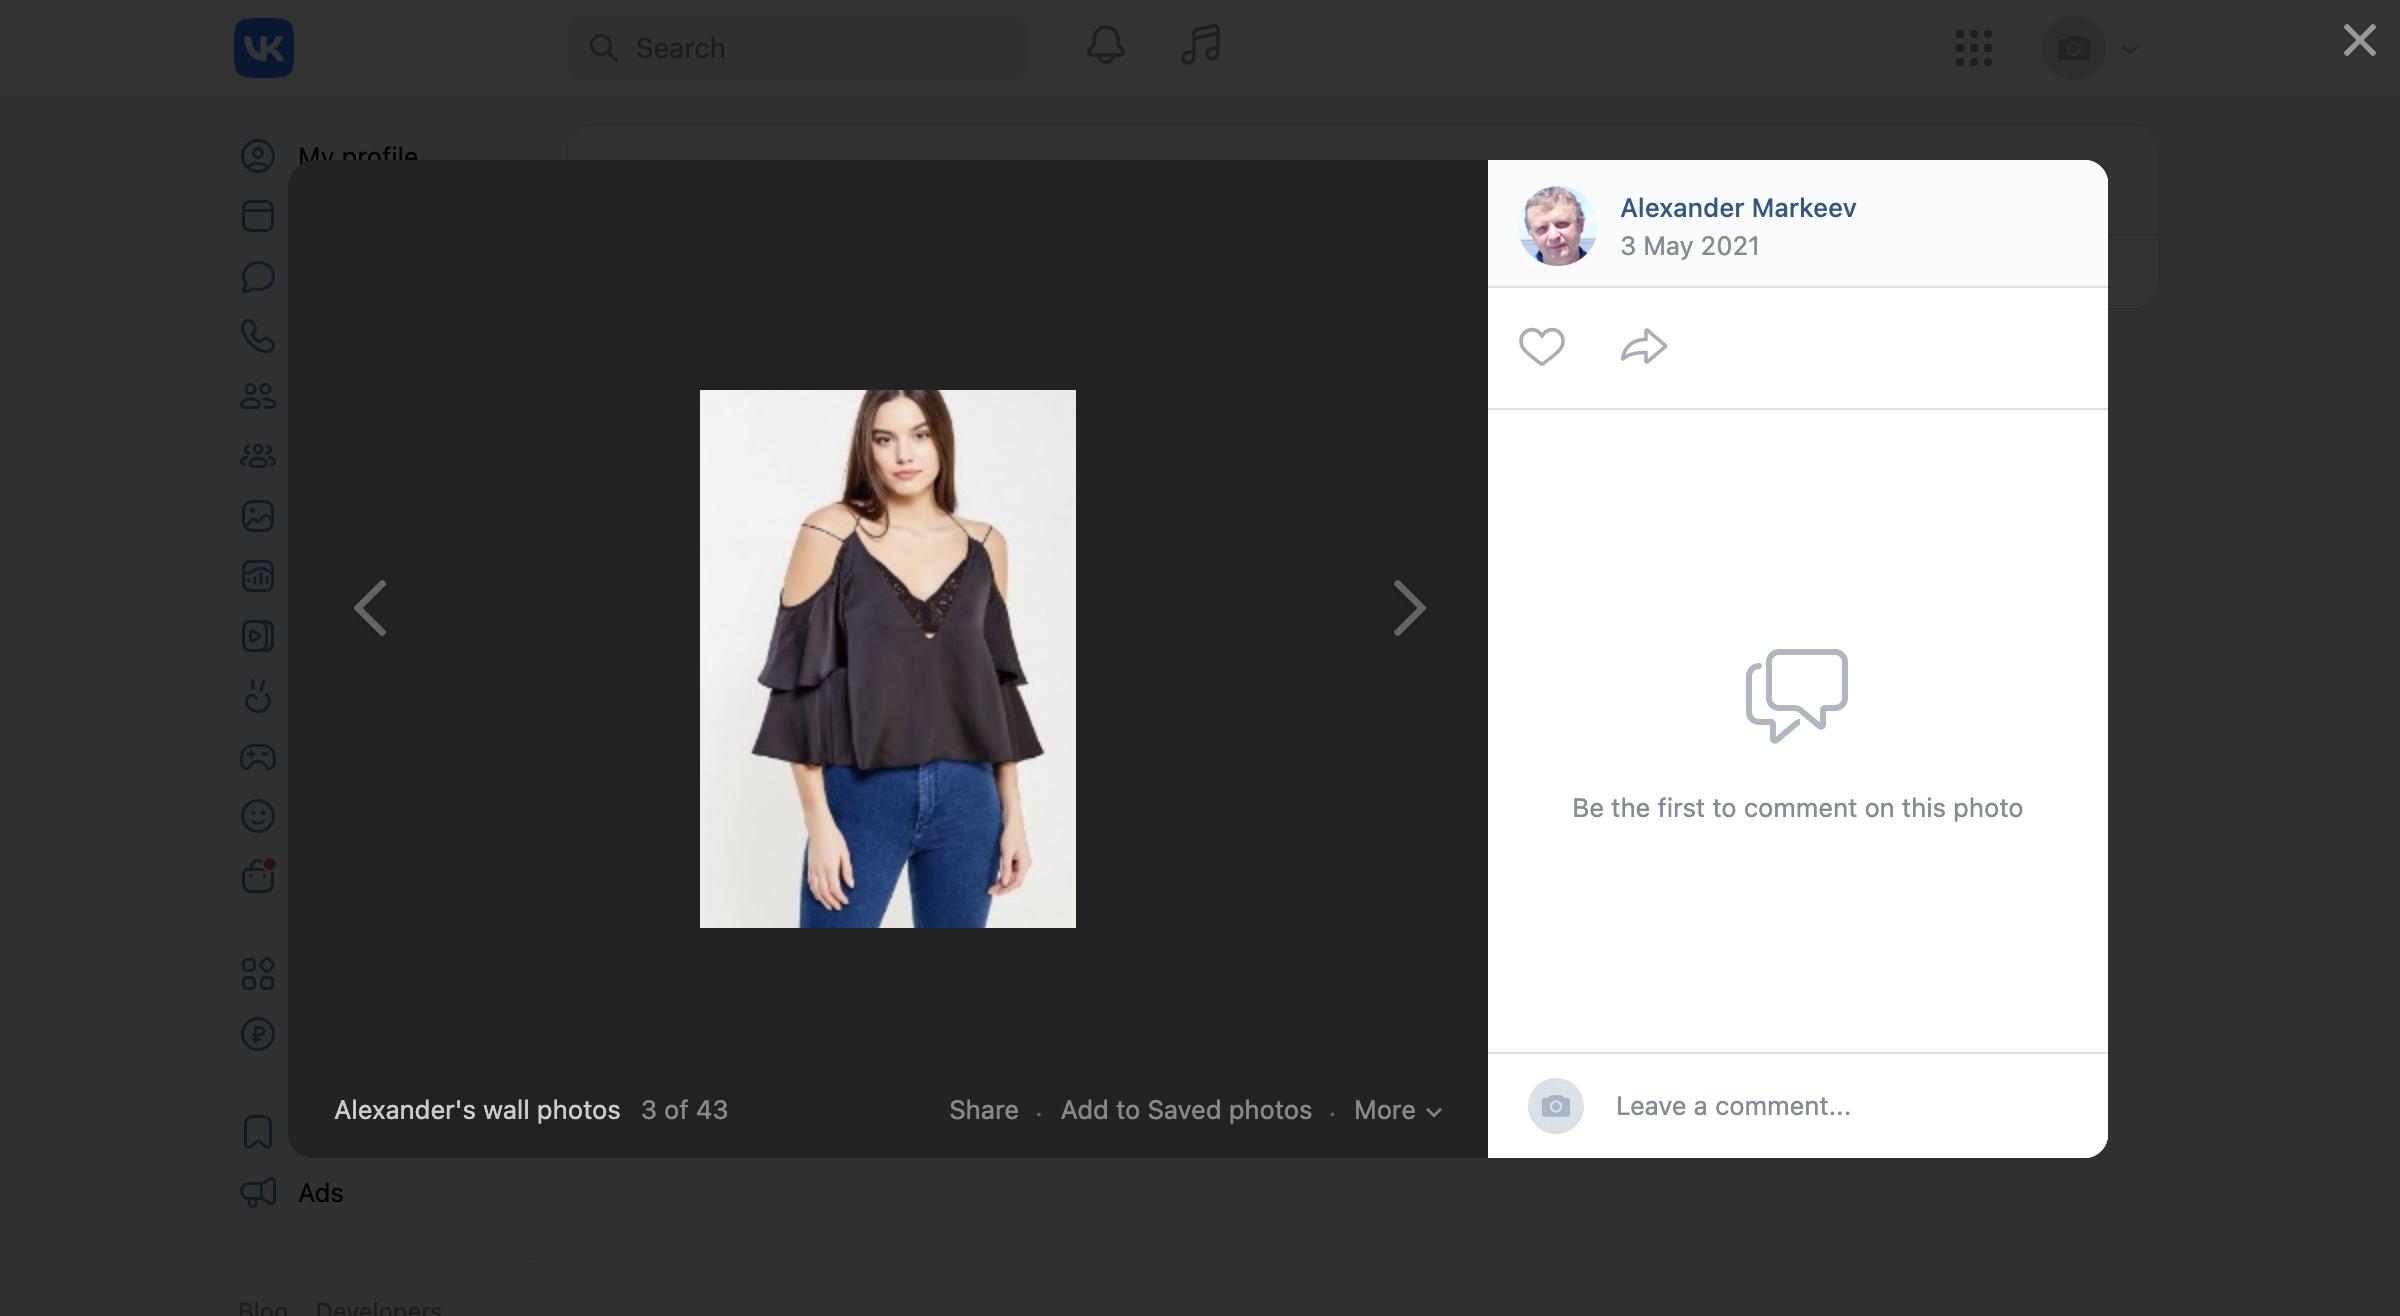 VK
Search
My profile
Alexander Markeev
3 May 2021
Be the first to comment on this photo
Alexander's wall photos 3 of 43
Share . Add to Saved photos . More
Leave a comment...
Ads
Blog Developers